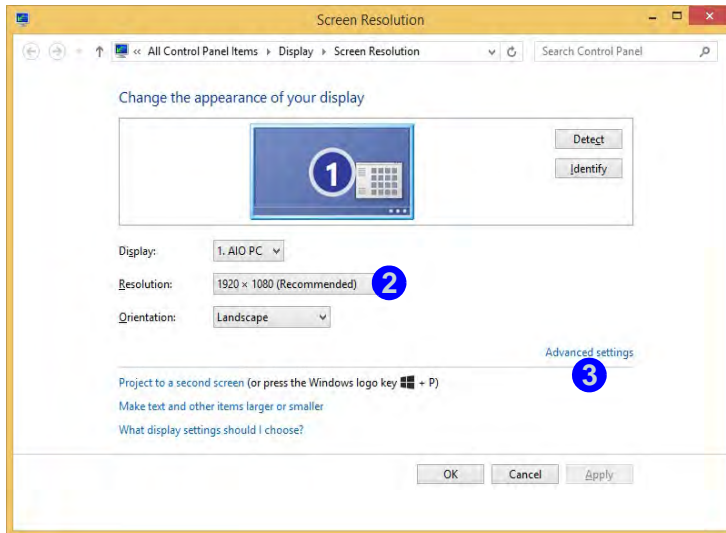 Screen Resolution
« All Control Panel Items ▸ Display ▸ Screen Resolution
Search Control Panel
Change the appearance of your display
1
Detect
Identify
Display: 1. AIO PC
Resolution: 1920 × 1080 (Recommended) 2
Orientation: Landscape
Advanced settings
3
Project to a second screen (or press the Windows logo key + P)
Make text and other items larger or smaller
What display settings should I choose?
OK Cancel Apply